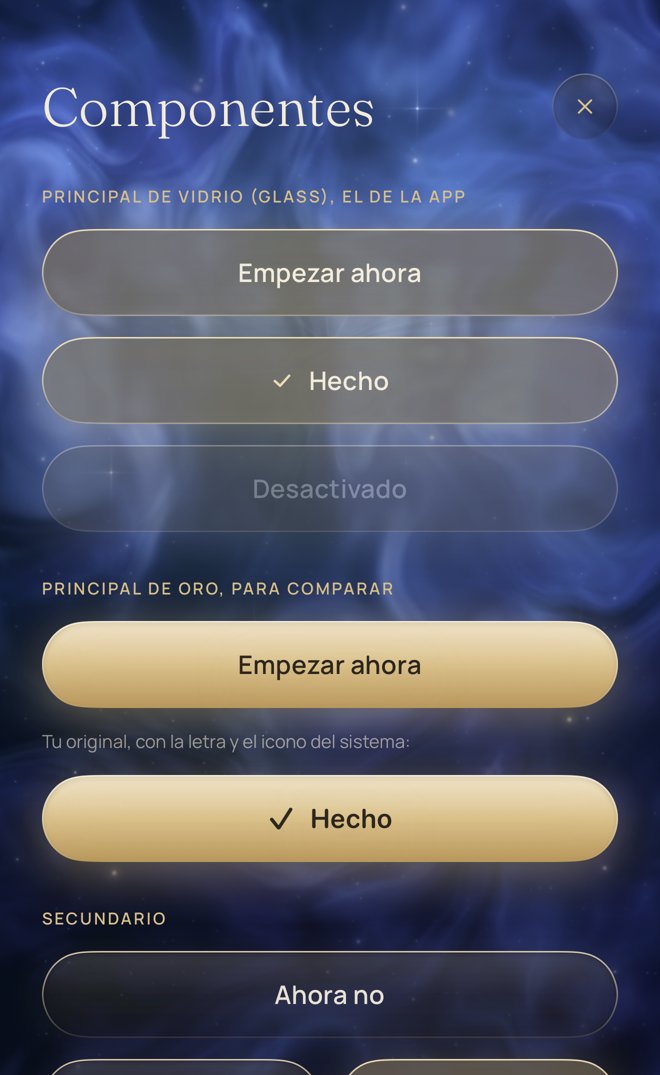 Componentes
PRINCIPAL DE VIDRIO (GLASS), EL DE LA APP
Empezar ahora
Hecho
Desactivado
PRINCIPAL DE ORO, PARA COMPARAR
Empezar ahora
Tu original, con la letra y el icono del sistema:
Hecho
SECUNDARIO
Ahora no